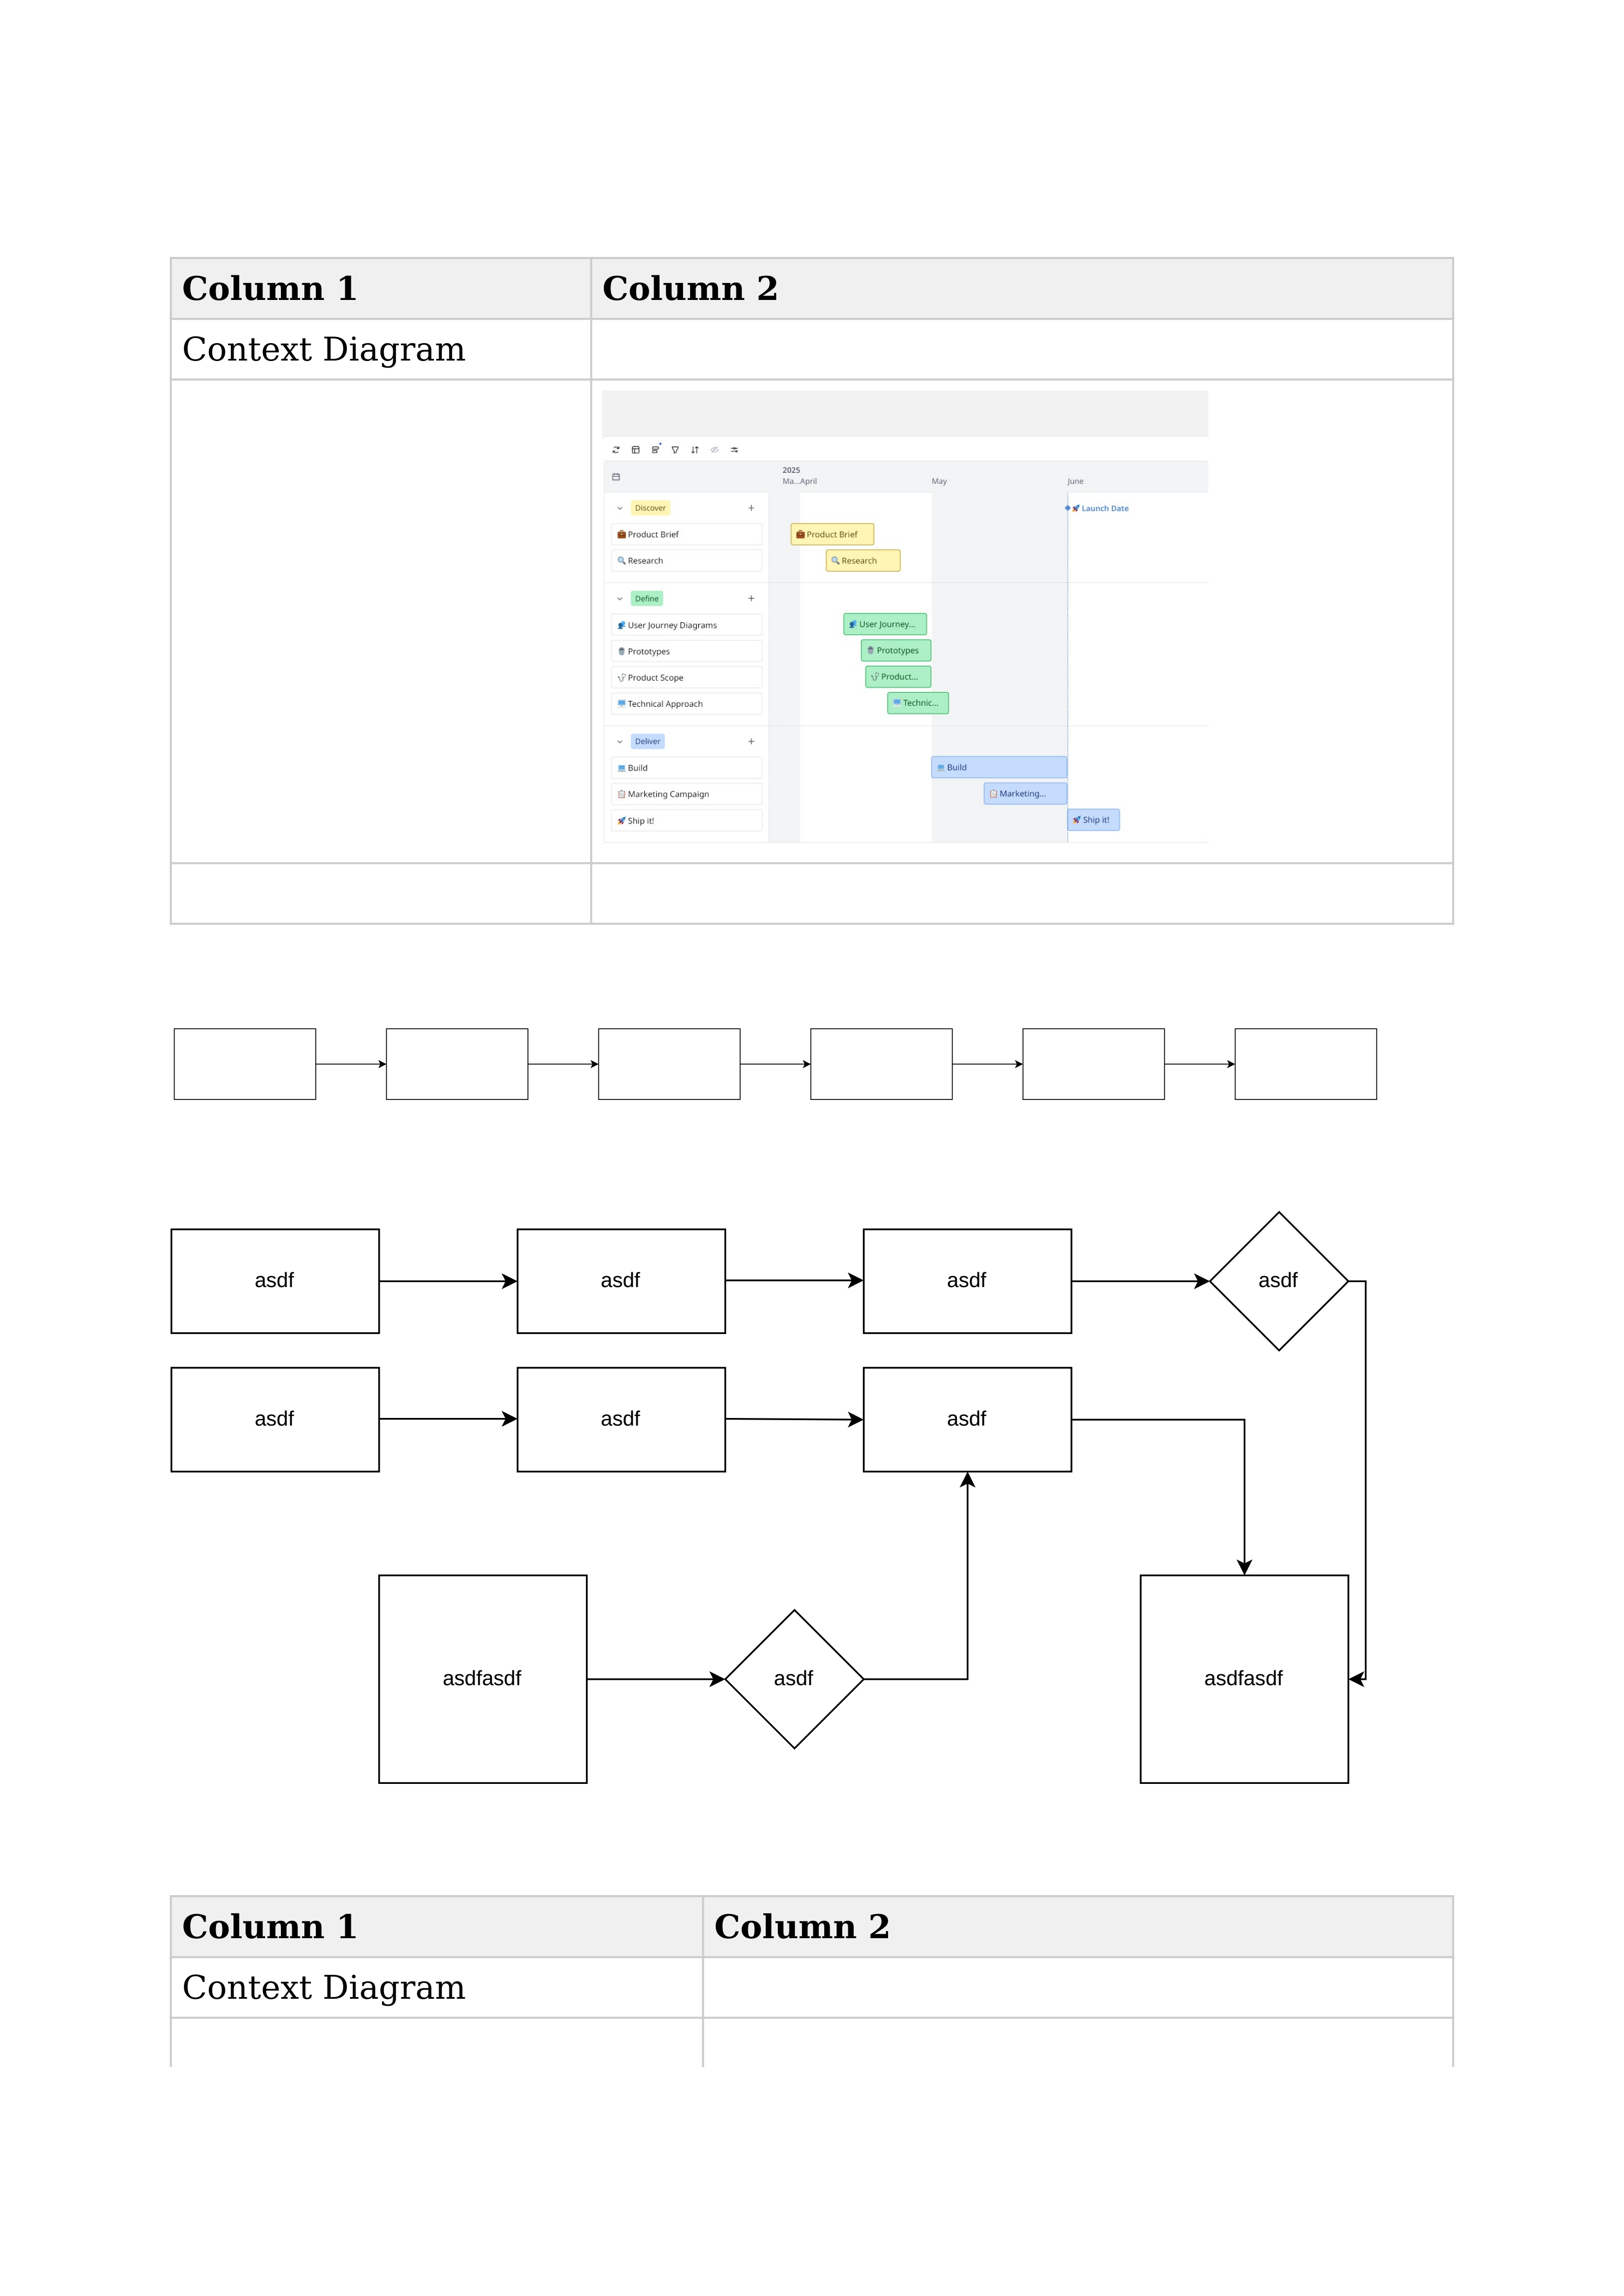 Column 1 Column 2
Context Diagram
2025
Ma...April May June
Discover 🚀 Launch Date
💼 Product Brief 💼 Product Brief
🔍 Research 🔍 Research
Define
User Journey Diagrams User Journey...
Prototypes Prototypes
Product Scope Product...
Technical Approach Technic...
Deliver
Build Build
📋 Marketing Campaign 📋 Marketing...
🚀 Ship it! 🚀 Ship it!
asdf asdf asdf asdf
asdf asdf asdf
asdfasdf asdf asdfasdf
Column 1 Column 2
Context Diagram